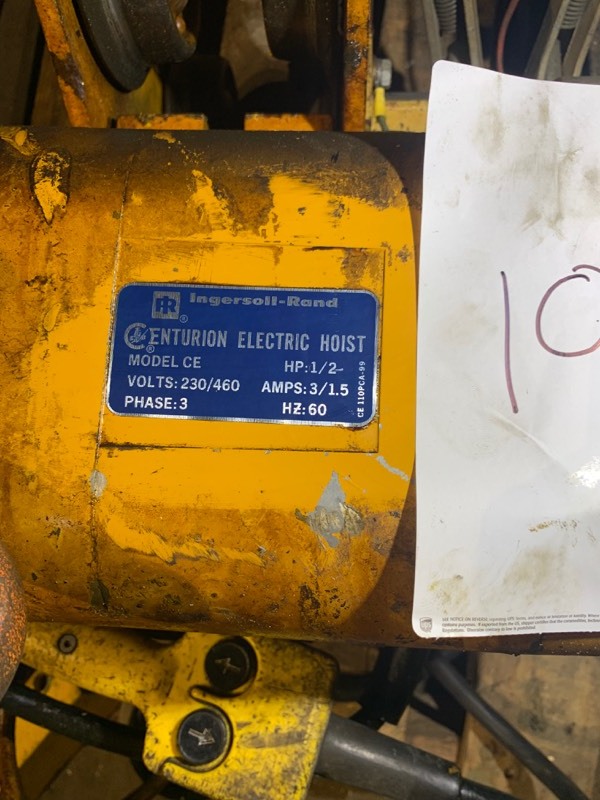 IR Ingersoll-Rand ®
CENTURION ELECTRIC HOIST
®
MODEL CE HP: 1/2-
VOLTS: 230/460 AMPS: 3/1.5
PHASE: 3 HZ: 60
CE 110PCA-99
10